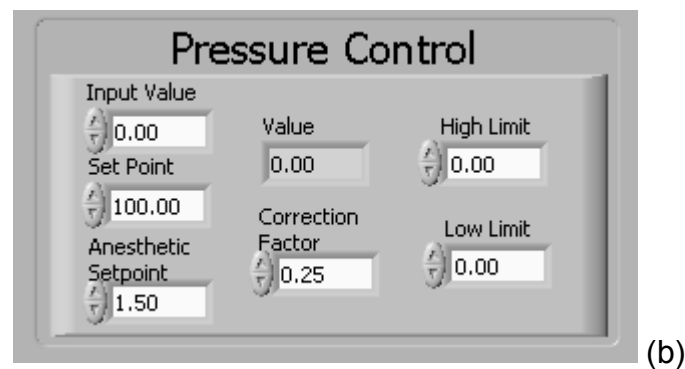 Pressure Control
Input Value
0.00
Set Point
100.00
Anesthetic
Setpoint
1.50
Value
0.00
Correction
Factor
0.25
High Limit
0.00
Low Limit
0.00
(b)